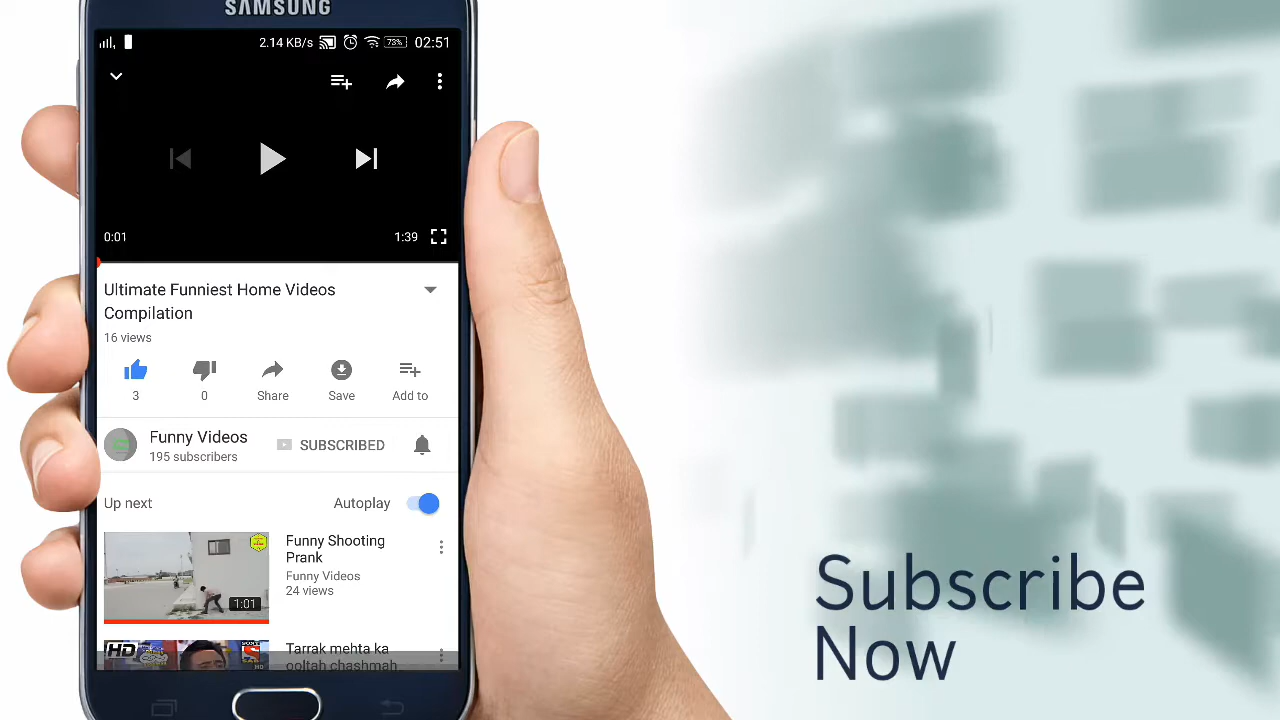 SAMSUNG
2.14 KB/s 73% 02:51
0:01 1:39
Ultimate Funniest Home Videos
Compilation
16 views
3 0 Share Save Add to
Funny Videos
195 subscribers
SUBSCRIBED
Up next Autoplay
Funny Shooting
Prank
Funny Videos
24 views
1:01
HD
Tarrak mehta ka
ooltah chashmah
Subscribe
Now